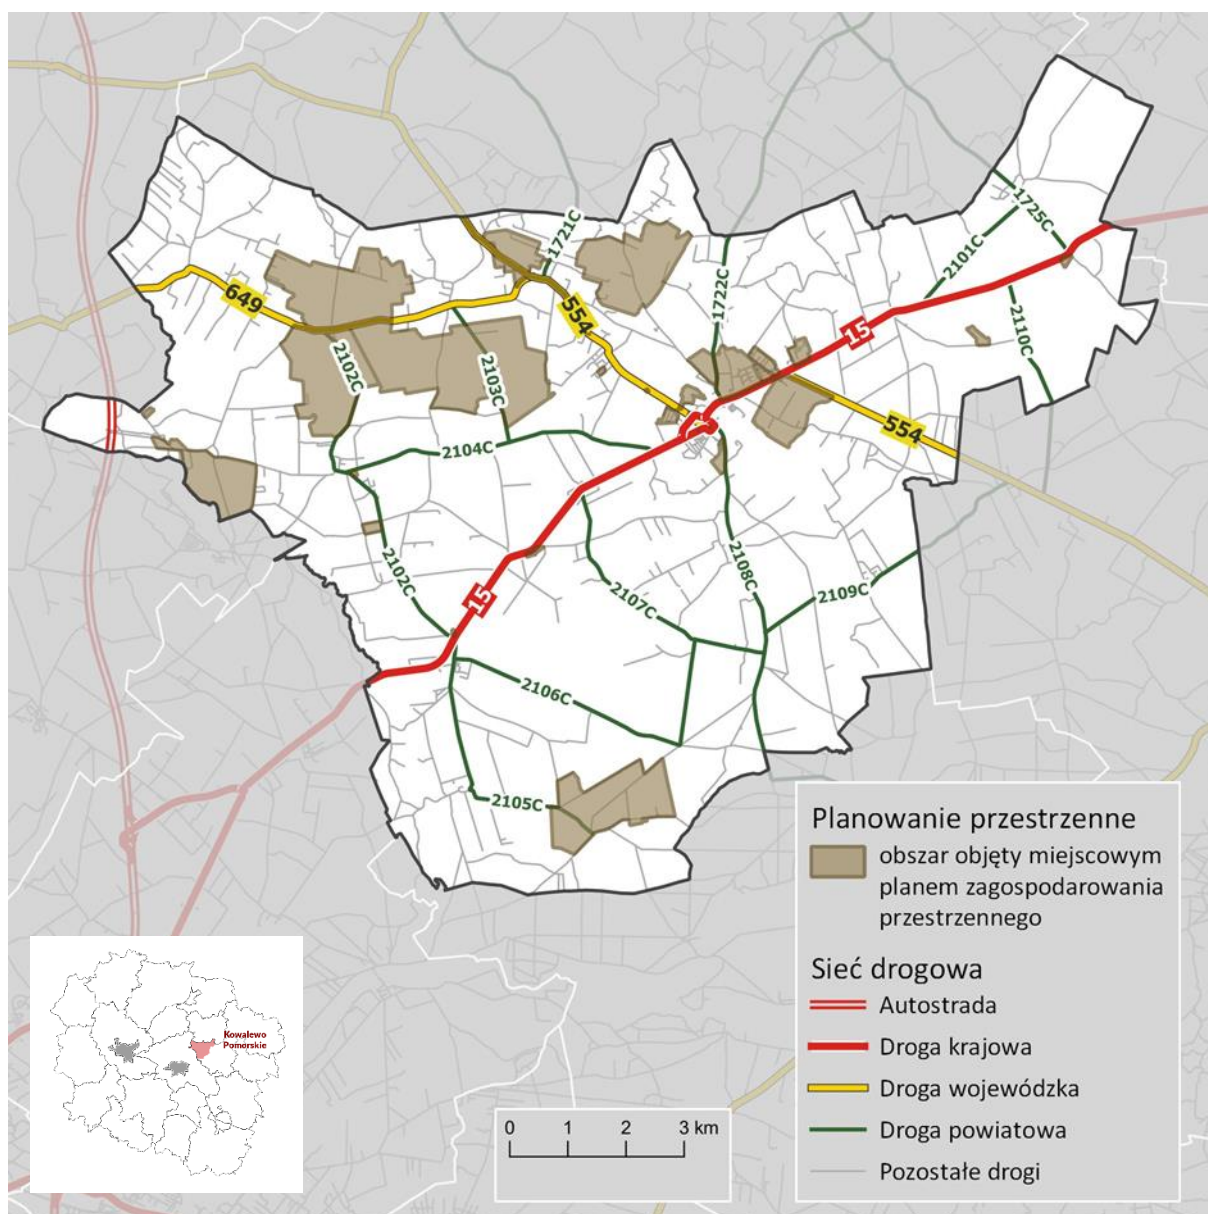 1721C
1725C
2101C
1722C
649
554
15
2110C
2102C
2103C
554
2104C
2102C
2108C
2107C
2109C
15
2106C
2105C
Planowanie przestrzenne
obszar objęty miejscowym
planem zagospodarowania
przestrzennego
Sieć drogowa
Autostrada
Droga krajowa
Droga wojewódzka
Droga powiatowa
Pozostałe drogi
Kowalewo
Pomorskie
0 1 2 3 km